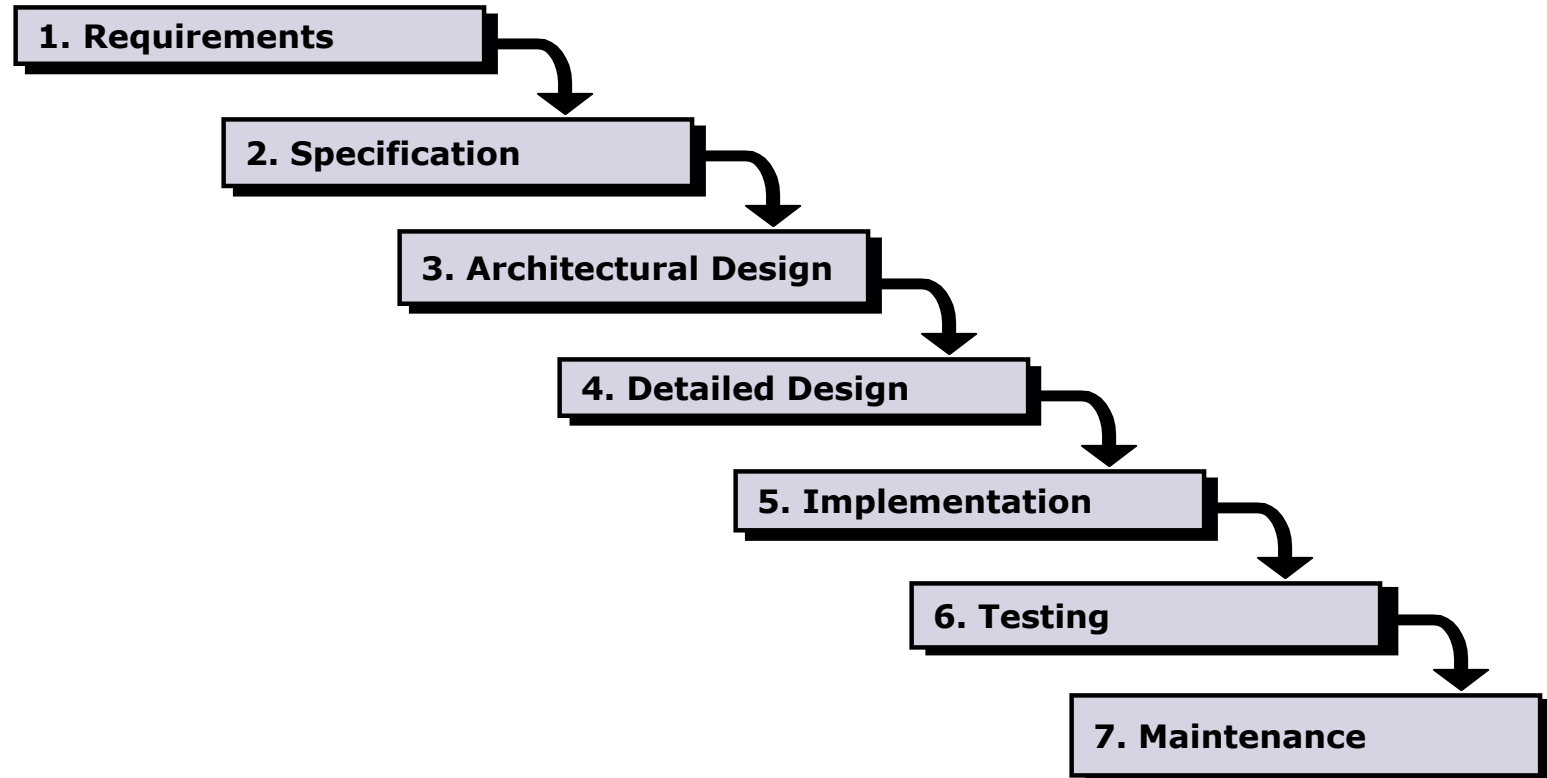 1. Requirements
2. Specification
3. Architectural Design
4. Detailed Design
5. Implementation
6. Testing
7. Maintenance